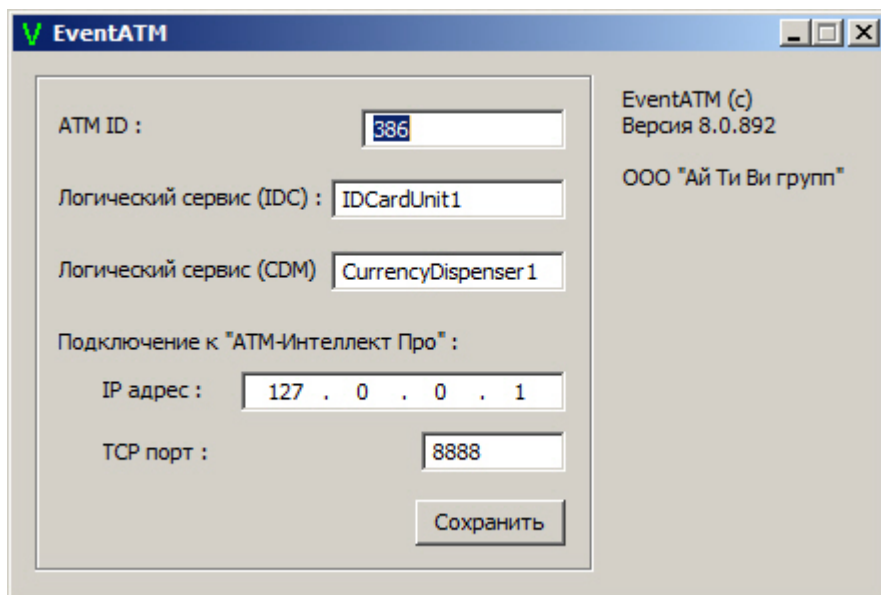 EventATM
ATM ID :
386
Логический сервис (IDC) :
IDCardUnit1
Логический сервис (CDM)
CurrencyDispenser1
Подключение к "АТМ-Интеллект Про" :
IP адрес :
127 . 0 . 0 . 1
TCP порт :
8888
Сохранить
EventATM (c)
Версия 8.0.892
ООО "Ай Ти Ви групп"